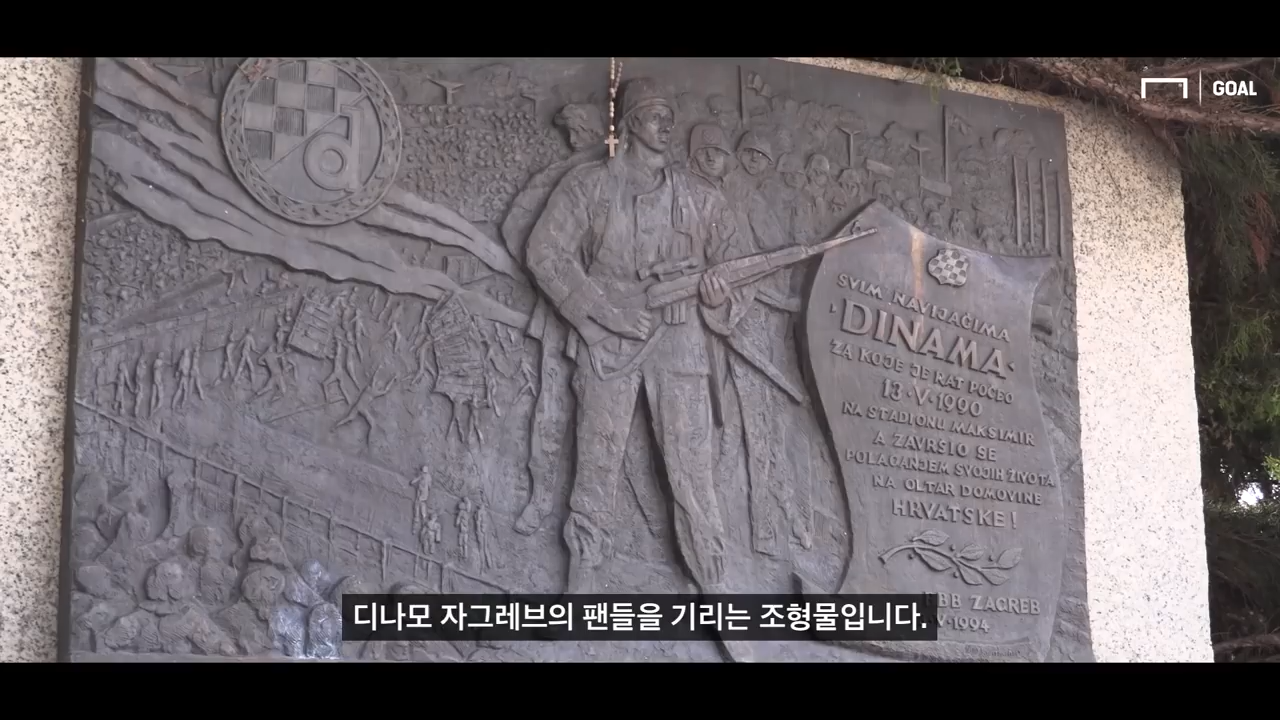 GOAL
SVIM NAVIJAČIMA
DINAMA
ZA KOJE JE RAT POČEO
13·V·1990
NA STADIONU MAKSIMIR
A ZAVRŠIO SE
POLAGANJEM SVOJIH ŽIVOTA
NA OLTAR DOMOVINE
HRVATSKE!
BB ZAGREB
V-1994
디나모 자그레브의 팬들을 기리는 조형물입니다.